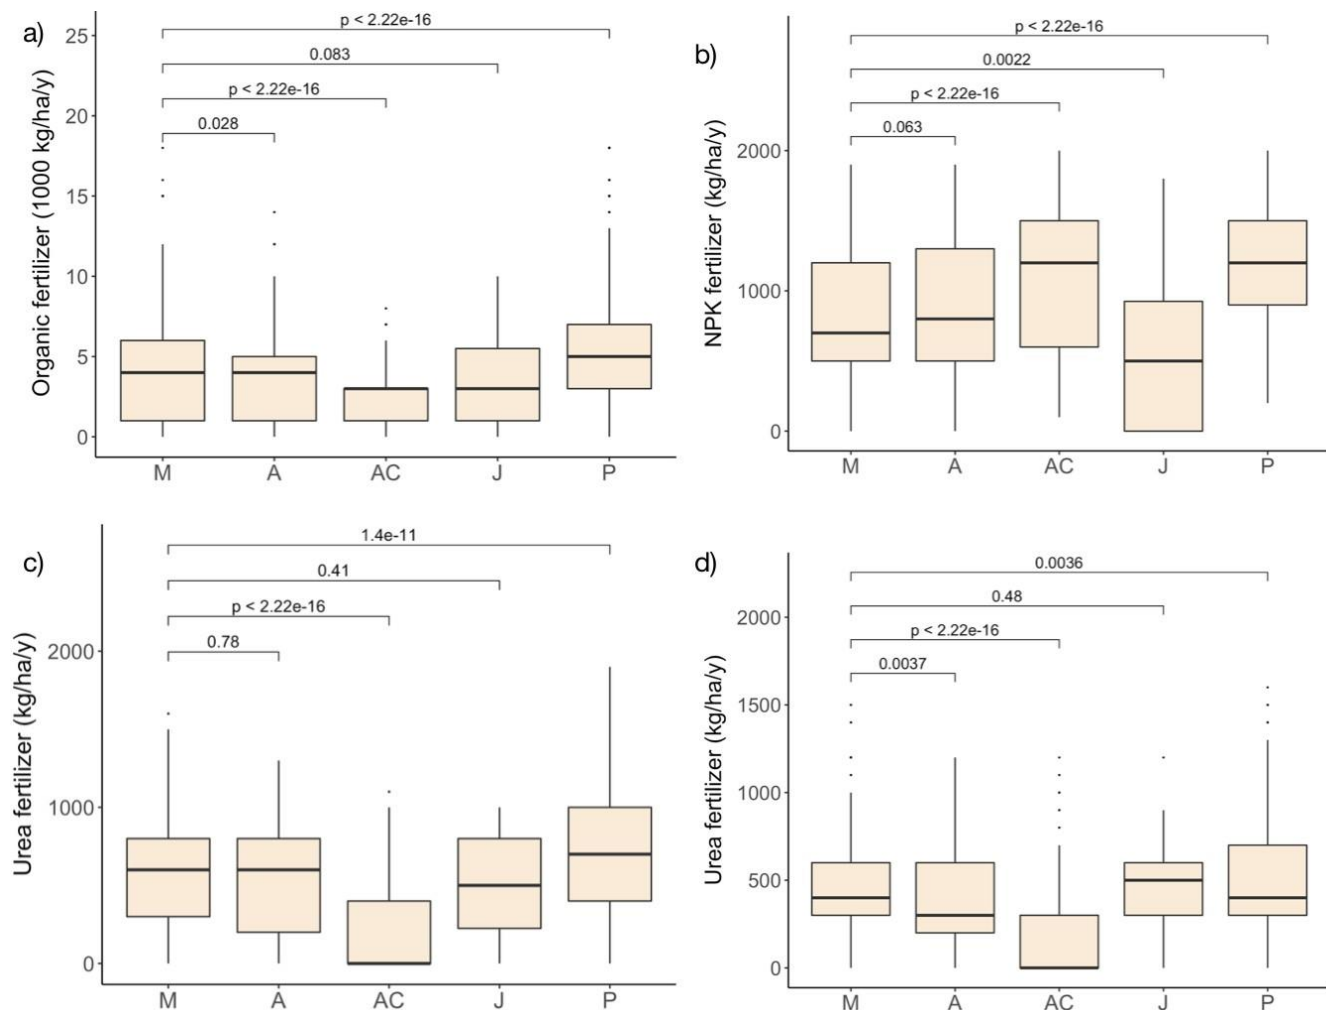 a)
Organic fertilizer (1000 kg/ha/y)
25
20
15
10
5
0
p < 2.22e-16
0.083
p < 2.22e-16
0.028
M A AC J P
b)
NPK fertilizer (kg/ha/y)
2000
1000
0
p < 2.22e-16
0.0022
p < 2.22e-16
0.063
M A AC J P
c)
Urea fertilizer (kg/ha/y)
2000
1000
0
1.4e-11
0.41
p < 2.22e-16
0.78
M A AC J P
d)
Urea fertilizer (kg/ha/y)
2000
1500
1000
500
0
0.0036
0.48
p < 2.22e-16
0.0037
M A AC J P